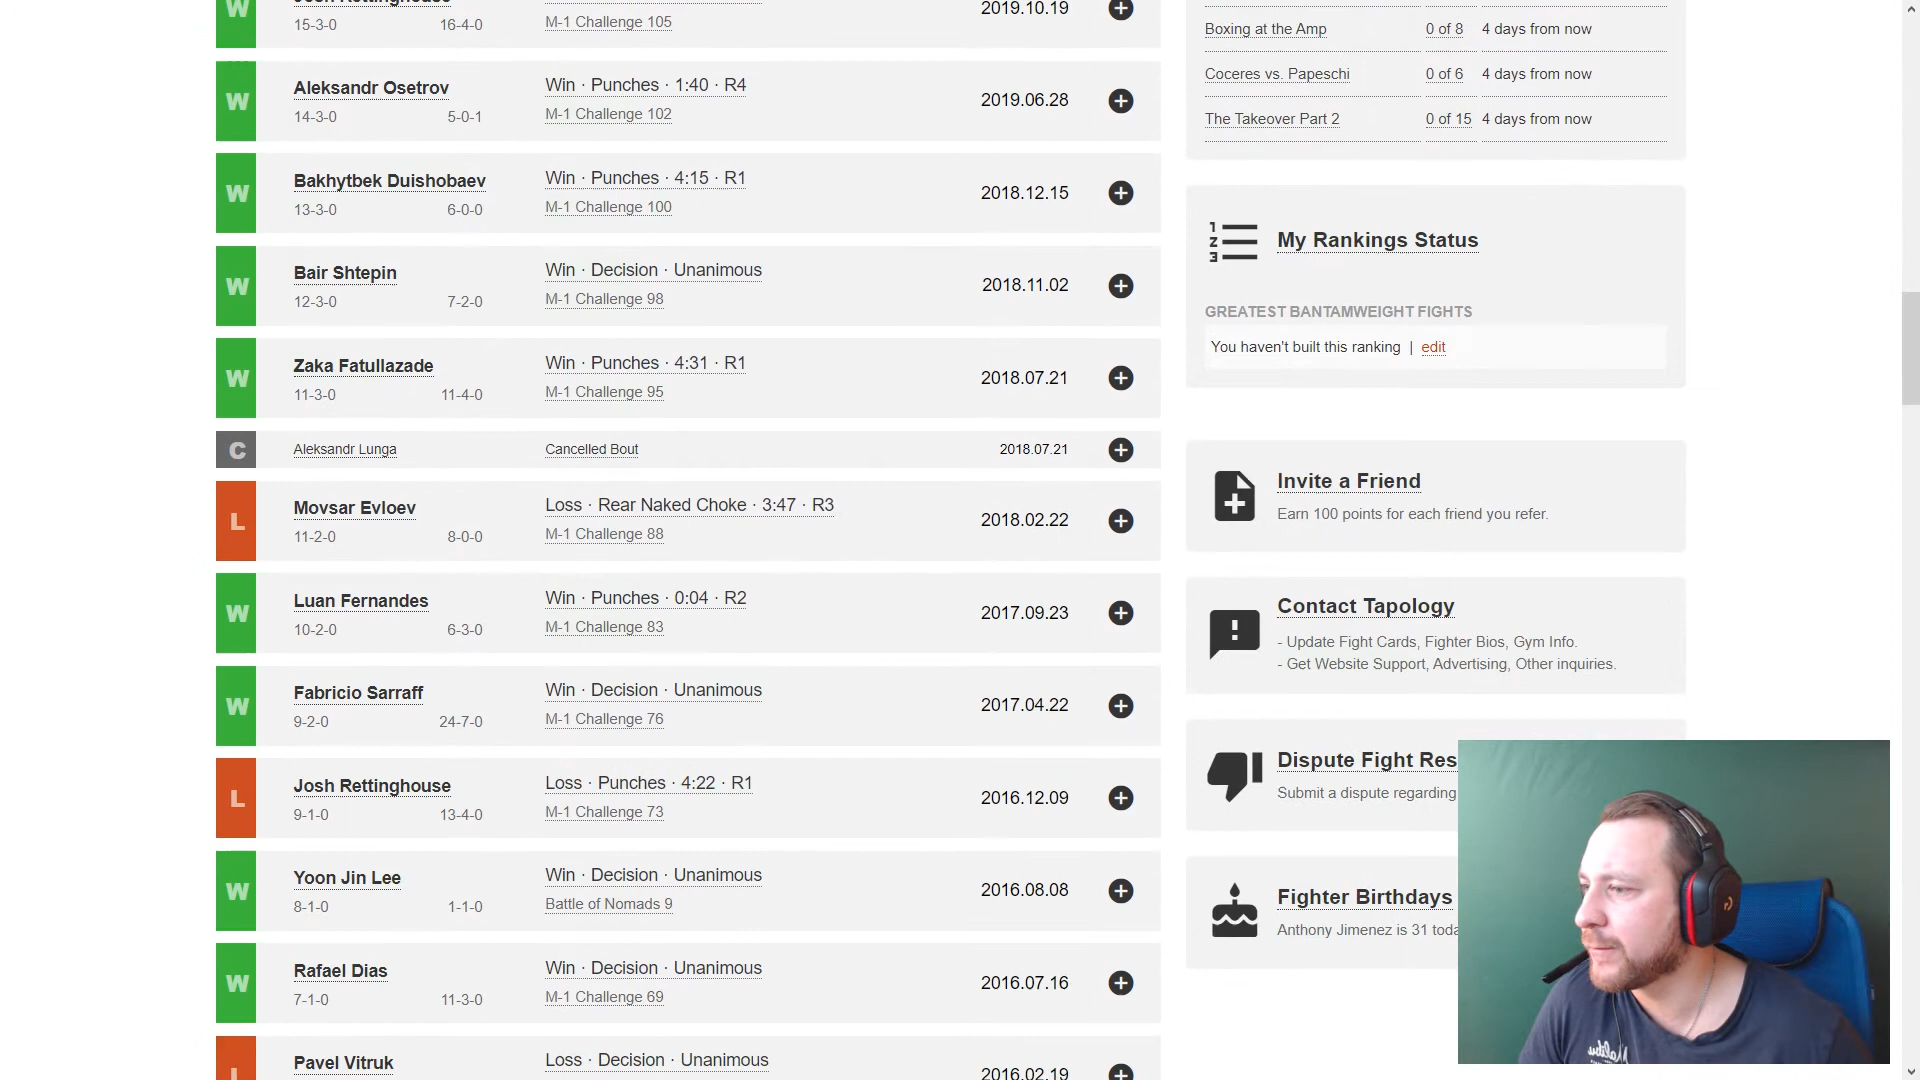 Josh Rettinghouse
15-3-0 16-4-0
M-1 Challenge 105
2019.10.19
W
W
Aleksandr Osetrov
14-3-0 5-0-1
Win · Punches · 1:40 · R4
M-1 Challenge 102
2019.06.28
W
Bakhytbek Duishobaev
13-3-0 6-0-0
Win · Punches · 4:15 · R1
M-1 Challenge 100
2018.12.15
W
Bair Shtepin
12-3-0 7-2-0
Win · Decision · Unanimous
M-1 Challenge 98
2018.11.02
W
Zaka Fatullazade
11-3-0 11-4-0
Win · Punches · 4:31 · R1
M-1 Challenge 95
2018.07.21
C
Aleksandr Lunga
Cancelled Bout
2018.07.21
L
Movsar Evloev
11-2-0 8-0-0
Loss · Rear Naked Choke · 3:47 · R3
M-1 Challenge 88
2018.02.22
W
Luan Fernandes
10-2-0 6-3-0
Win · Punches · 0:04 · R2
M-1 Challenge 83
2017.09.23
W
Fabricio Sarraff
9-2-0 24-7-0
Win · Decision · Unanimous
M-1 Challenge 76
2017.04.22
L
Josh Rettinghouse
9-1-0 13-4-0
Loss · Punches · 4:22 · R1
M-1 Challenge 73
2016.12.09
W
Yoon Jin Lee
8-1-0 1-1-0
Win · Decision · Unanimous
Battle of Nomads 9
2016.08.08
W
Rafael Dias
7-1-0 11-3-0
Win · Decision · Unanimous
M-1 Challenge 69
2016.07.16
L
Pavel Vitruk
Loss · Decision · Unanimous
2016.02.19
Boxing at the Amp 0 of 8 4 days from now
Coceres vs. Papeschi 0 of 6 4 days from now
The Takeover Part 2 0 of 15 4 days from now
1
2
3
My Rankings Status
GREATEST BANTAMWEIGHT FIGHTS
You haven't built this ranking | edit
Invite a Friend
Earn 100 points for each friend you refer.
Contact Tapology
- Update Fight Cards, Fighter Bios, Gym Info.
- Get Website Support, Advertising, Other inquiries.
Dispute Fight Res
Submit a dispute regarding
Fighter Birthdays
Anthony Jimenez is 31 toda
Malibu